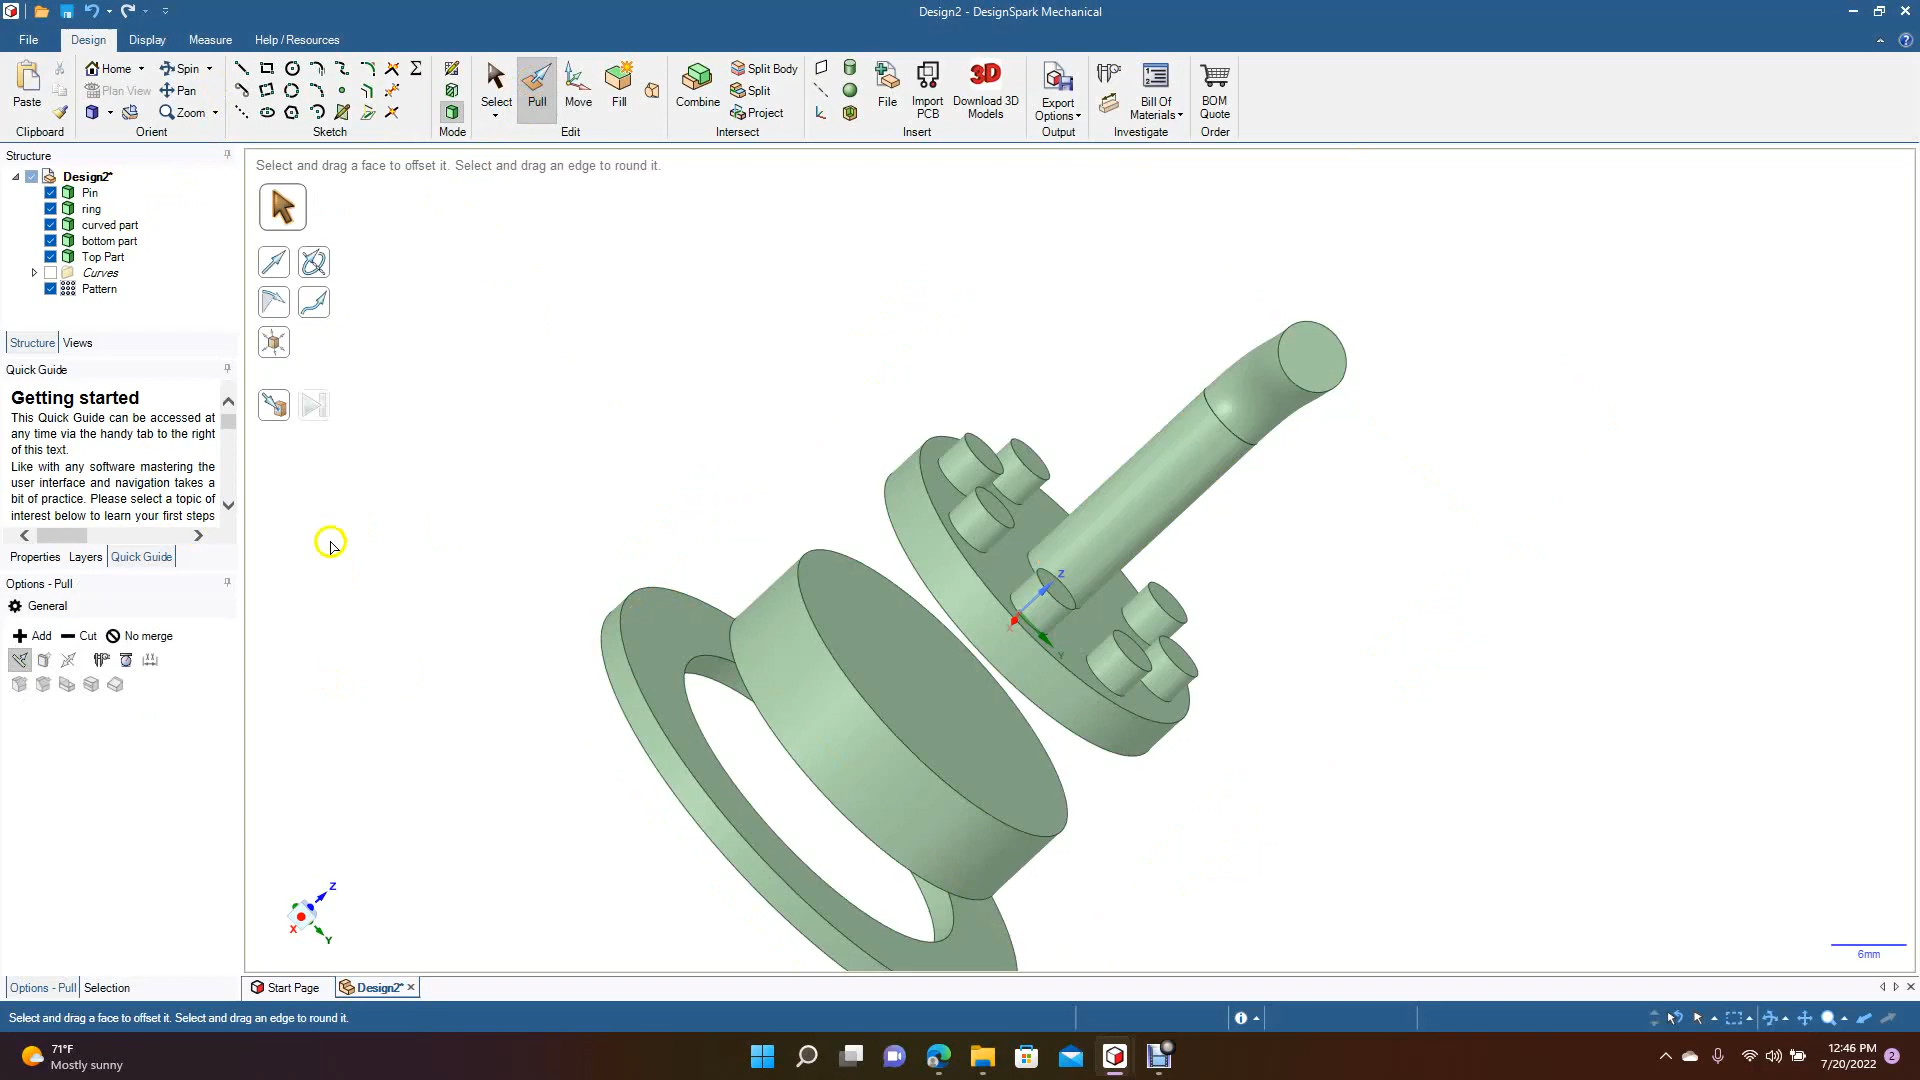 Design2 - DesignSpark Mechanical
File Design Display Measure Help / Resources
Paste
Clipboard
Home Spin
Plan View Pan
Zoom
Orient
Sketch
Mode
Select Pull Move Fill
Edit
Combine
Split Body
Split
Project
Intersect
File
Import PCB
Download 3D Models
3D
Insert
Export Options
Output
Bill Of Materials
Investigate
BOM Quote
Order
Structure
Design2*
Pin
ring
curved part
bottom part
Top Part
Curves
Pattern
Structure Views
Quick Guide
Getting started
This Quick Guide can be accessed at
any time via the handy tab to the right
of this text.
Like with any software mastering the
user interface and navigation takes a
bit of practice. Please select a topic of
interest below to learn your first steps
Properties Layers Quick Guide
Options - Pull
General
Add Cut No merge
Options - Pull Selection
Select and drag a face to offset it. Select and drag an edge to round it.
Z
X
Y
Z
X
Y
6mm
Start Page Design2*
Select and drag a face to offset it. Select and drag an edge to round it.
71°F
Mostly sunny
12:46 PM
7/20/2022
2